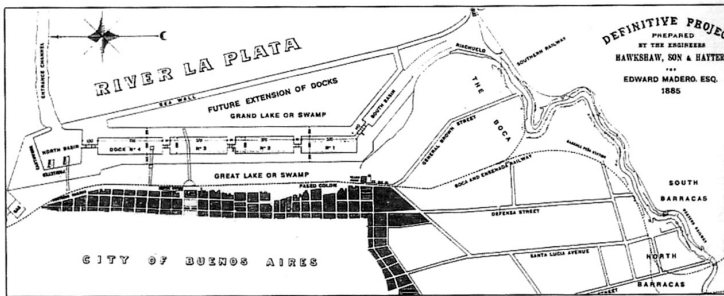 DEFINITIVE PROJECT
PREPARED
BY THE ENGINEERS
HAWKSHAW, SON & HAYTER
FOR
EDWARD MADERO. ESQ.
1885
ENTRANCE CHANNEL
RIVER LA PLATA
SEA WALL
FUTURE EXTENSION OF DOCKS
GRAND LAKE OR SWAMP
SOUTH BASIN
RIACHUELO
SOUTHERN RAILWAY
THE BOCA
GENERAL BROWN STREET
NORTH BASIN
DOCK Nº 4
Nº 3
Nº 2
Nº 1
GREAT LAKE OR SWAMP
PASEO COLON
BOCA AND ENSENADA RAILWAY
DEFENSA STREET
SANTA LUCIA AVENUE
SOUTH
BARRACAS
NORTH
BARRACAS
STREET
CITY OF BUENOS AIRES